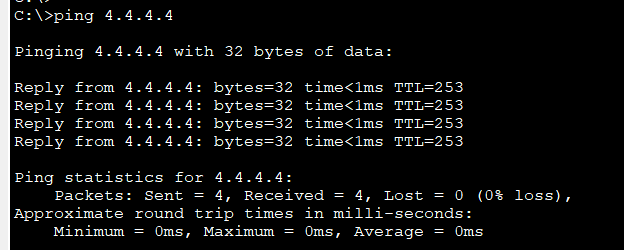 C:\>ping 4.4.4.4
Pinging 4.4.4.4 with 32 bytes of data:
Reply from 4.4.4.4: bytes=32 time<1ms TTL=253
Reply from 4.4.4.4: bytes=32 time<1ms TTL=253
Reply from 4.4.4.4: bytes=32 time<1ms TTL=253
Reply from 4.4.4.4: bytes=32 time<1ms TTL=253
Ping statistics for 4.4.4.4:
    Packets: Sent = 4, Received = 4, Lost = 0 (0% loss),
Approximate round trip times in milli-seconds:
    Minimum = 0ms, Maximum = 0ms, Average = 0ms